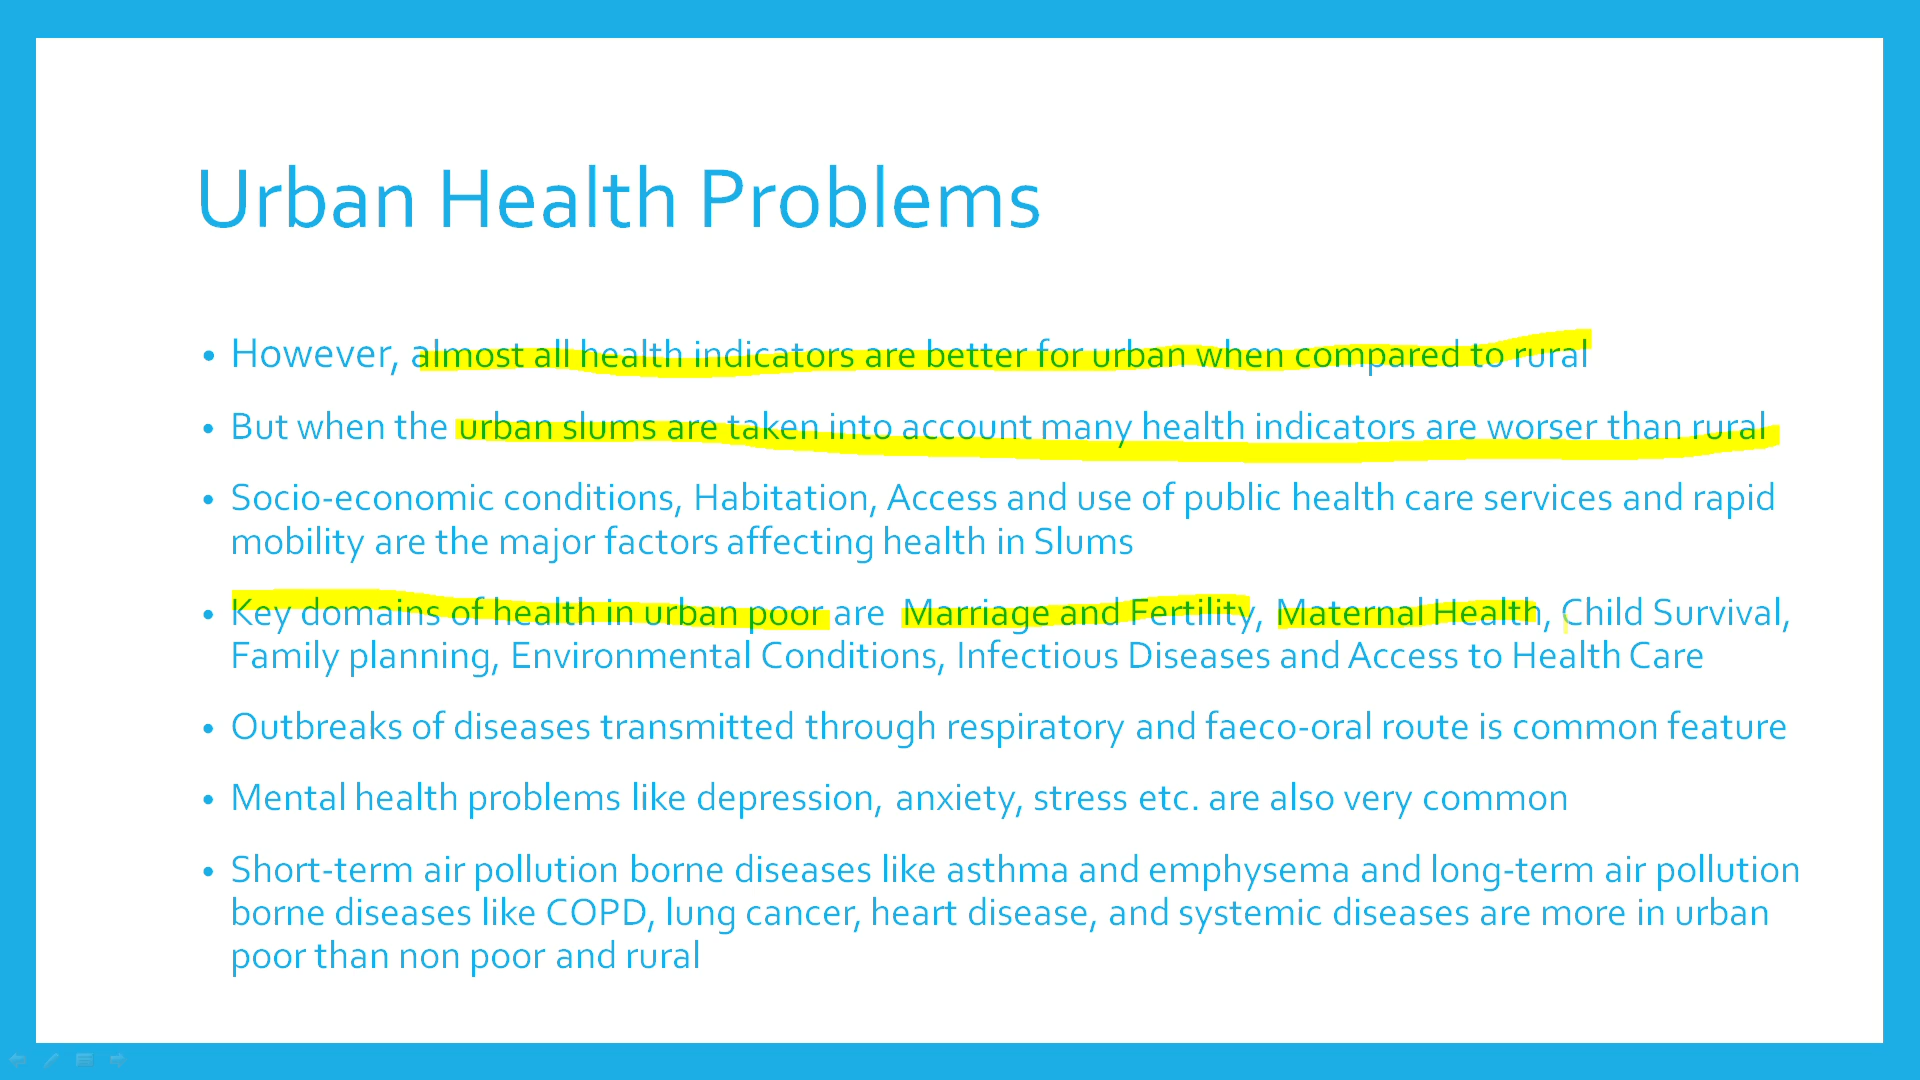 Urban Health Problems
• However, almost all health indicators are better for urban when compared to rural
• But when the urban slums are taken into account many health indicators are worser than rural
• Socio-economic conditions, Habitation, Access and use of public health care services and rapid
mobility are the major factors affecting health in Slums
• Key domains of health in urban poor are Marriage and Fertility, Maternal Health, Child Survival,
Family planning, Environmental Conditions, Infectious Diseases and Access to Health Care
• Outbreaks of diseases transmitted through respiratory and faeco-oral route is common feature
• Mental health problems like depression, anxiety, stress etc. are also very common
• Short-term air pollution borne diseases like asthma and emphysema and long-term air pollution
borne diseases like COPD, lung cancer, heart disease, and systemic diseases are more in urban
poor than non poor and rural